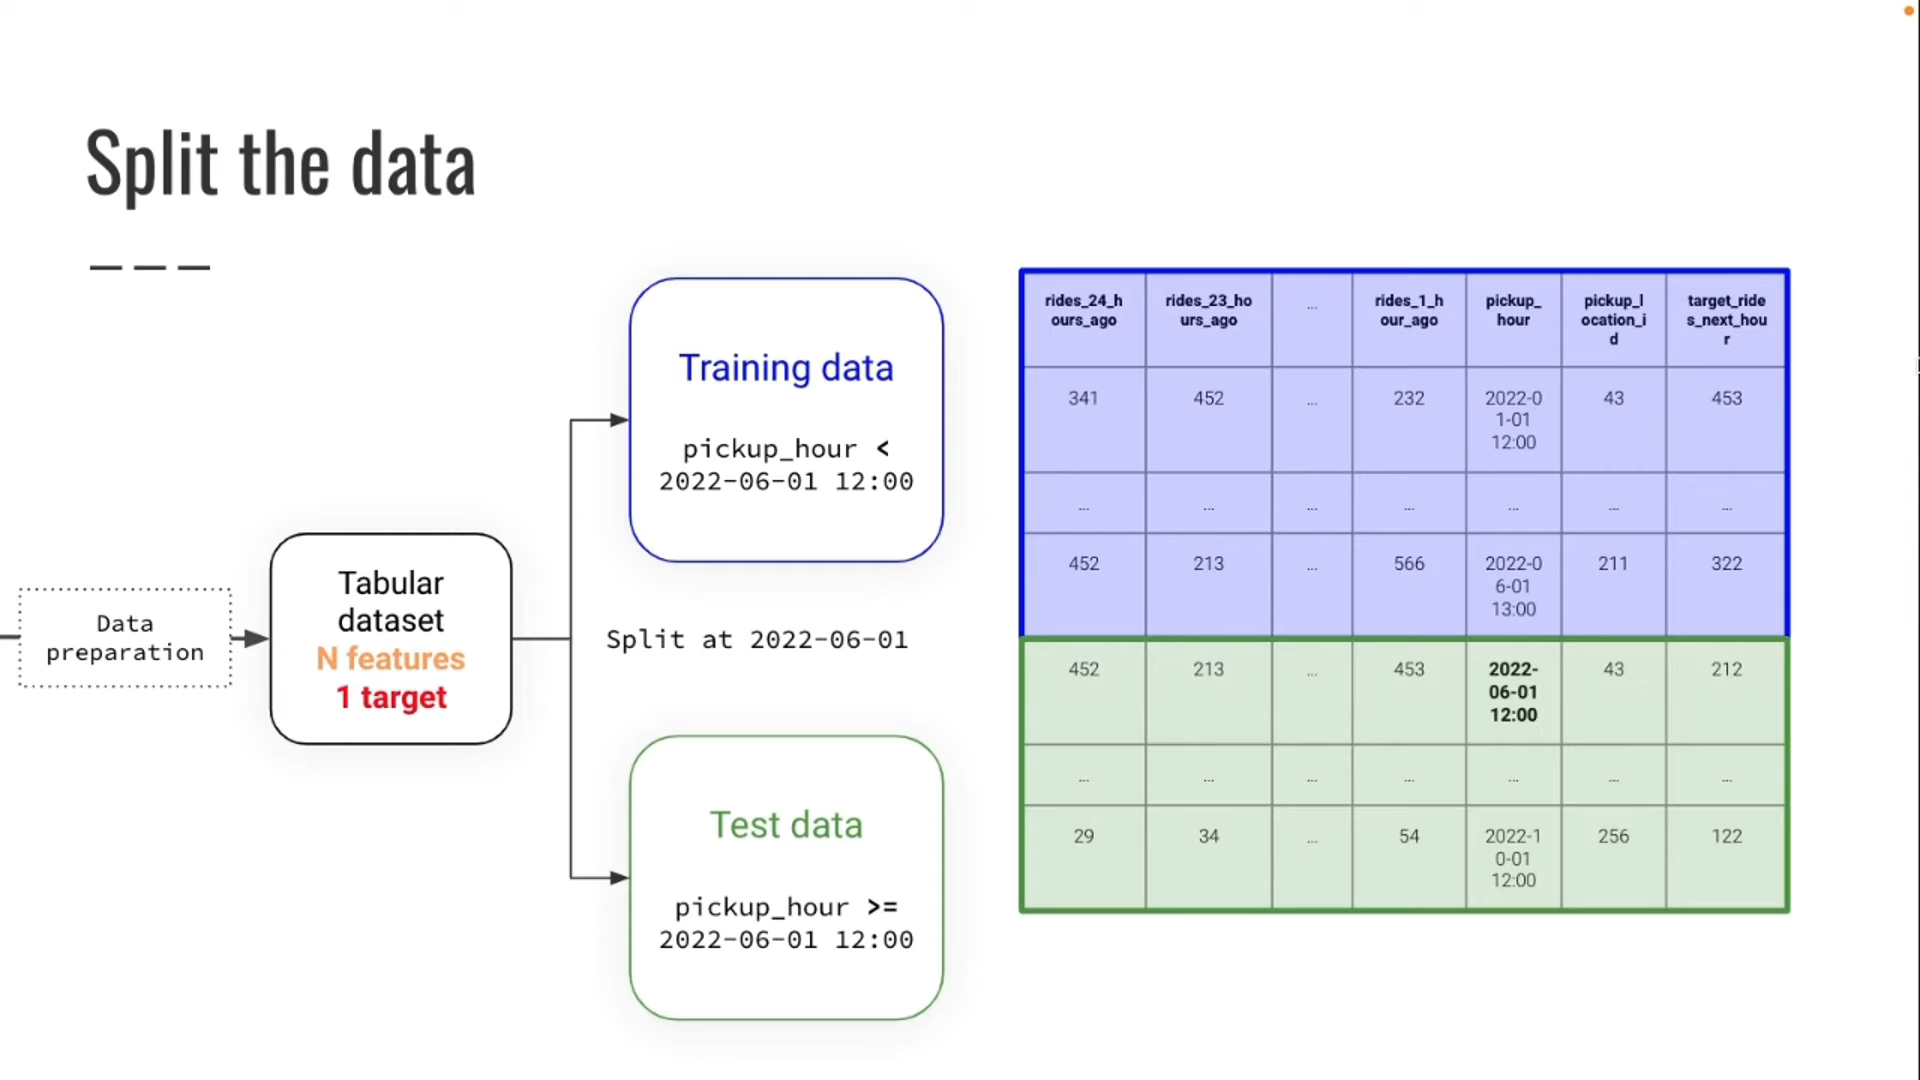 Split the data
Data
preparation
Tabular
dataset
N features
1 target
Training data
pickup_hour <
2022-06-01 12:00
Split at 2022-06-01
Test data
pickup_hour >=
2022-06-01 12:00
rides_24_h
ours_ago
rides_23_ho
urs_ago
...
rides_1_h
our_ago
pickup_
hour
pickup_l
ocation_i
d
target_ride
s_next_hou
r
341
452
...
232
2022-0
1-01
12:00
43
453
...
...
...
...
...
...
...
452
213
...
566
2022-0
6-01
13:00
211
322
452
213
...
453
2022-
06-01
12:00
43
212
...
...
...
...
...
...
...
29
34
...
54
2022-1
0-01
12:00
256
122